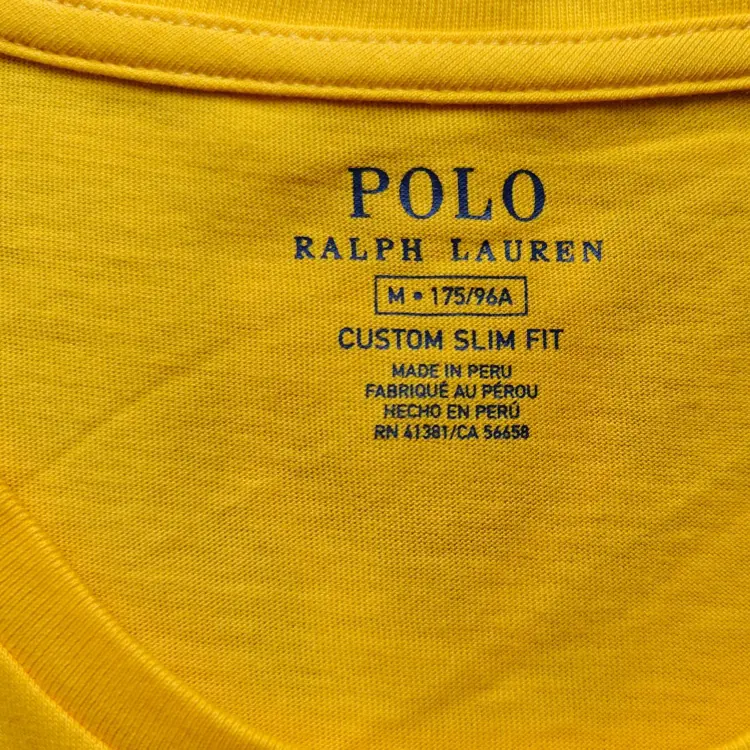 POLO
RALPH LAUREN
M • 175/96A
CUSTOM SLIM FIT
MADE IN PERU
FABRIQUÉ AU PÉROU
HECHO EN PERÚ
RN 41381/CA 56658